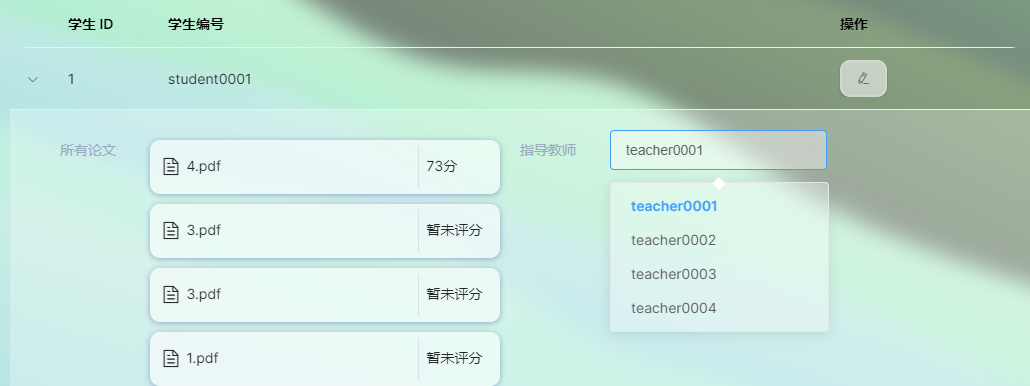 学生 ID 学生编号 操作
1 student0001
所有论文 4.pdf 73分 指导教师 teacher0001
teacher0001
3.pdf 暂未评分 teacher0002
teacher0003
3.pdf 暂未评分 teacher0004
1.pdf 暂未评分